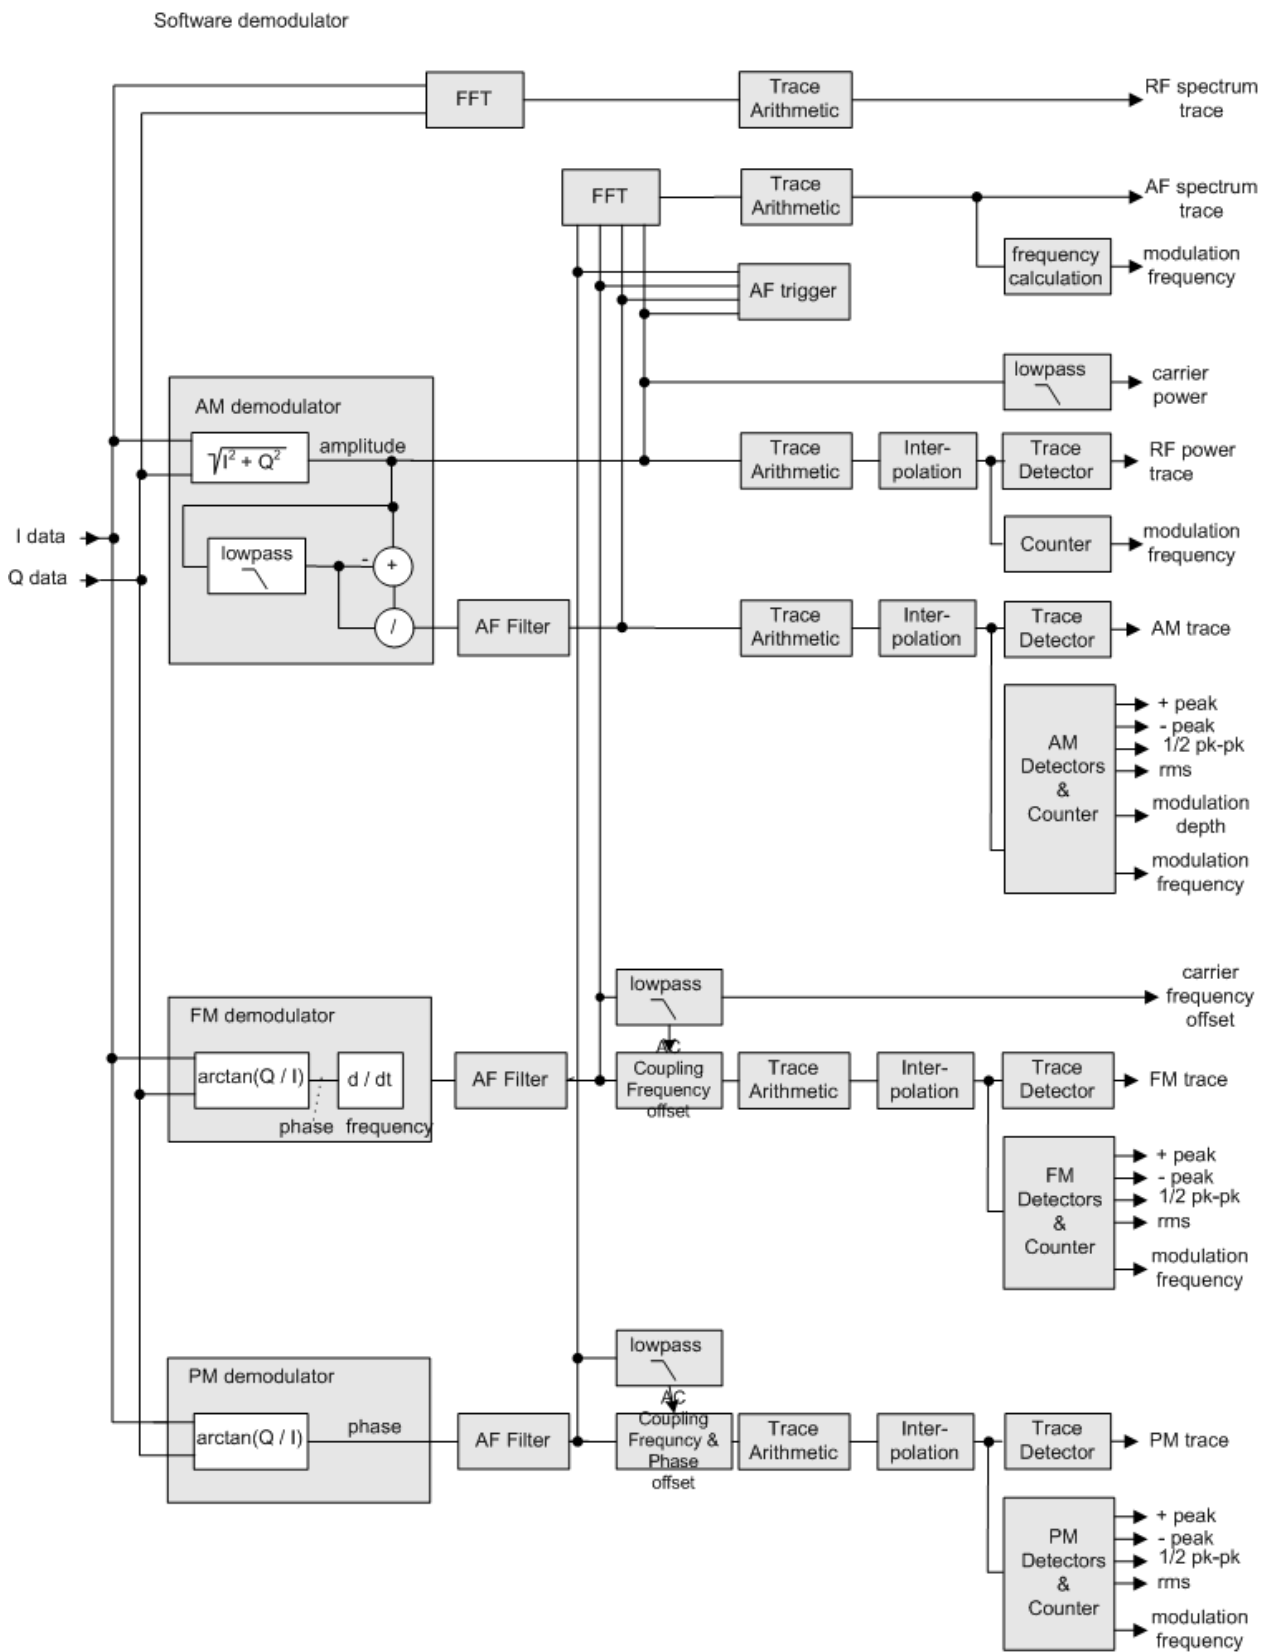 Software demodulator
FFT
Trace
Arithmetic
RF spectrum
trace
FFT
Trace
Arithmetic
AF spectrum
trace
frequency
calculation
modulation
frequency
AF trigger
lowpass
carrier
power
AM demodulator
√I² + Q²
amplitude
Trace
Arithmetic
Inter-
polation
Trace
Detector
RF power
trace
I data
Q data
lowpass
-
+
/
Counter
modulation
frequency
AF Filter
Trace
Arithmetic
Inter-
polation
Trace
Detector
AM trace
AM
Detectors
&
Counter
+ peak
- peak
1/2 pk-pk
rms
modulation
depth
modulation
frequency
lowpass
carrier
frequency
offset
FM demodulator
arctan(Q / I)
d / dt
phase
frequency
AF Filter
AC
Coupling
Frequency
offset
Trace
Arithmetic
Inter-
polation
Trace
Detector
FM trace
FM
Detectors
&
Counter
+ peak
- peak
1/2 pk-pk
rms
modulation
frequency
lowpass
PM demodulator
arctan(Q / I)
phase
AF Filter
AC
Coupling
Frequncy &
Phase
offset
Trace
Arithmetic
Inter-
polation
Trace
Detector
PM trace
PM
Detectors
&
Counter
+ peak
- peak
1/2 pk-pk
rms
modulation
frequency